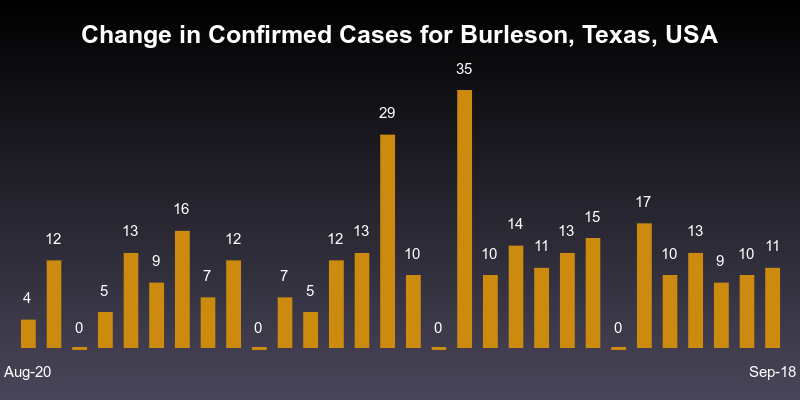 Change in Confirmed Cases for Burleson, Texas, USA
4 12 0 5 13 9 16 7 12 0 7 5 12 13 29 10 0 35 10 14 11 13 15 0 17 10 13 9 10 11
Aug-20 Sep-18